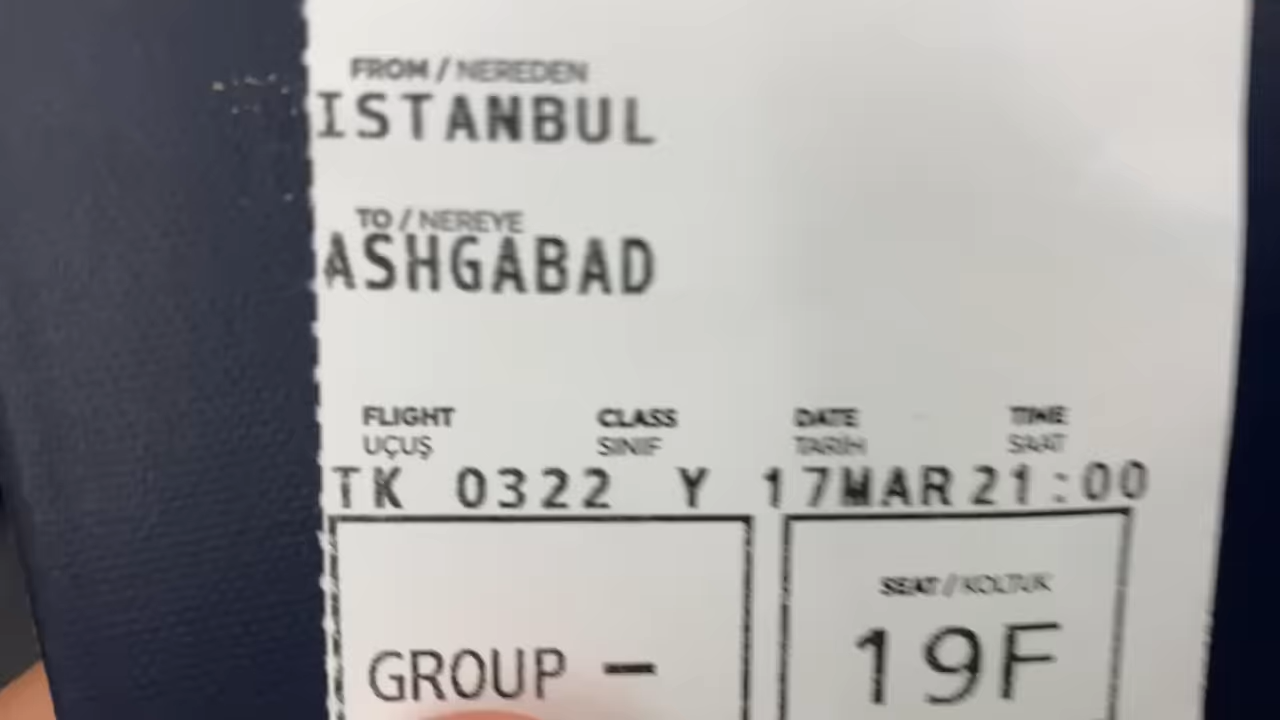 FROM / NEREDEN
ISTANBUL
TO / NEREYE
ASHGABAD
FLIGHT CLASS DATE TIME
UÇUŞ SINIF TARİH SAAT
TK 0322 Y 17MAR 21:00
SEAT / KOLTUK
GROUP – 19F